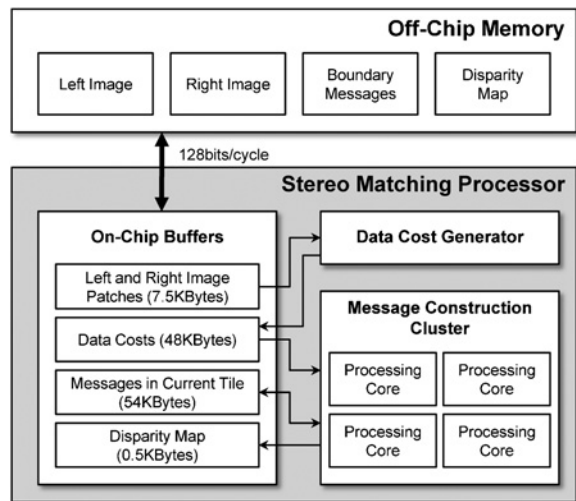 Off-Chip Memory
Left Image
Right Image
Boundary
Messages
Disparity
Map
128bits/cycle
Stereo Matching Processor
On-Chip Buffers
Left and Right Image
Patches (7.5KBytes)
Data Costs (48KBytes)
Messages in Current Tile
(54KBytes)
Disparity Map
(0.5KBytes)
Data Cost Generator
Message Construction
Cluster
Processing
Core
Processing
Core
Processing
Core
Processing
Core